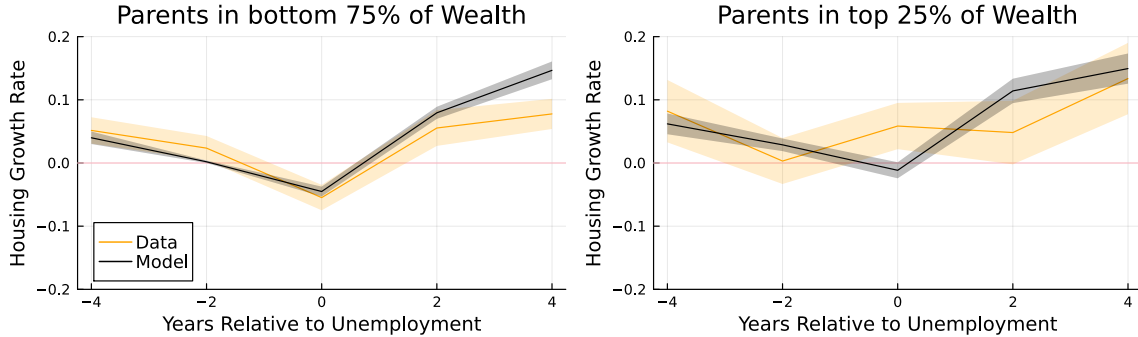 Parents in bottom 75% of Wealth
Housing Growth Rate
0.2
0.1
0.0
−0.1
−0.2
Data
Model
−4
−2
0
2
4
Years Relative to Unemployment
Parents in top 25% of Wealth
Housing Growth Rate
0.2
0.1
0.0
−0.1
−0.2
−4
−2
0
2
4
Years Relative to Unemployment